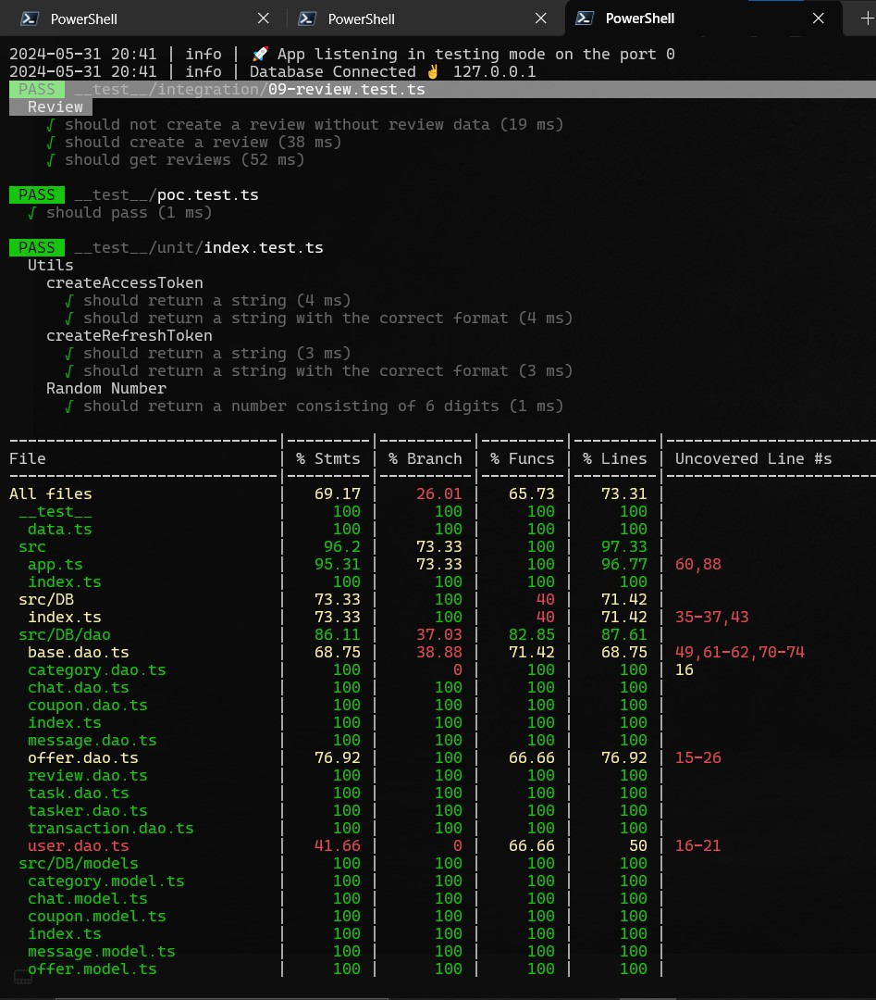 PowerShell PowerShell PowerShell
2024-05-31 20:41 | info | 🚀 App listening in testing mode on the port 0
2024-05-31 20:41 | info | Database Connected ✌ 127.0.0.1
PASS __test__/integration/09-review.test.ts
Review
√ should not create a review without review data (19 ms)
√ should create a review (38 ms)
√ should get reviews (52 ms)
PASS __test__/poc.test.ts
√ should pass (1 ms)
PASS __test__/unit/index.test.ts
Utils
createAccessToken
√ should return a string (4 ms)
√ should return a string with the correct format (4 ms)
createRefreshToken
√ should return a string (3 ms)
√ should return a string with the correct format (3 ms)
Random Number
√ should return a number consisting of 6 digits (1 ms)
File | % Stmts | % Branch | % Funcs | % Lines | Uncovered Line #s
All files | 69.17 | 26.01 | 65.73 | 73.31 |
__test__ | 100 | 100 | 100 | 100 |
data.ts | 100 | 100 | 100 | 100 |
src | 96.2 | 73.33 | 100 | 97.33 |
app.ts | 95.31 | 73.33 | 100 | 96.77 | 60,88
index.ts | 100 | 100 | 100 | 100 |
src/DB | 73.33 | 100 | 40 | 71.42 |
index.ts | 73.33 | 100 | 40 | 71.42 | 35-37,43
src/DB/dao | 86.11 | 37.03 | 82.85 | 87.61 |
base.dao.ts | 68.75 | 38.88 | 71.42 | 68.75 | 49,61-62,70-74
category.dao.ts | 100 | 0 | 100 | 100 | 16
chat.dao.ts | 100 | 100 | 100 | 100 |
coupon.dao.ts | 100 | 100 | 100 | 100 |
index.ts | 100 | 100 | 100 | 100 |
message.dao.ts | 100 | 100 | 100 | 100 |
offer.dao.ts | 76.92 | 100 | 66.66 | 76.92 | 15-26
review.dao.ts | 100 | 100 | 100 | 100 |
task.dao.ts | 100 | 100 | 100 | 100 |
tasker.dao.ts | 100 | 100 | 100 | 100 |
transaction.dao.ts | 100 | 100 | 100 | 100 |
user.dao.ts | 41.66 | 0 | 66.66 | 50 | 16-21
src/DB/models | 100 | 100 | 100 | 100 |
category.model.ts | 100 | 100 | 100 | 100 |
chat.model.ts | 100 | 100 | 100 | 100 |
coupon.model.ts | 100 | 100 | 100 | 100 |
index.ts | 100 | 100 | 100 | 100 |
message.model.ts | 100 | 100 | 100 | 100 |
offer.model.ts | 100 | 100 | 100 | 100 |